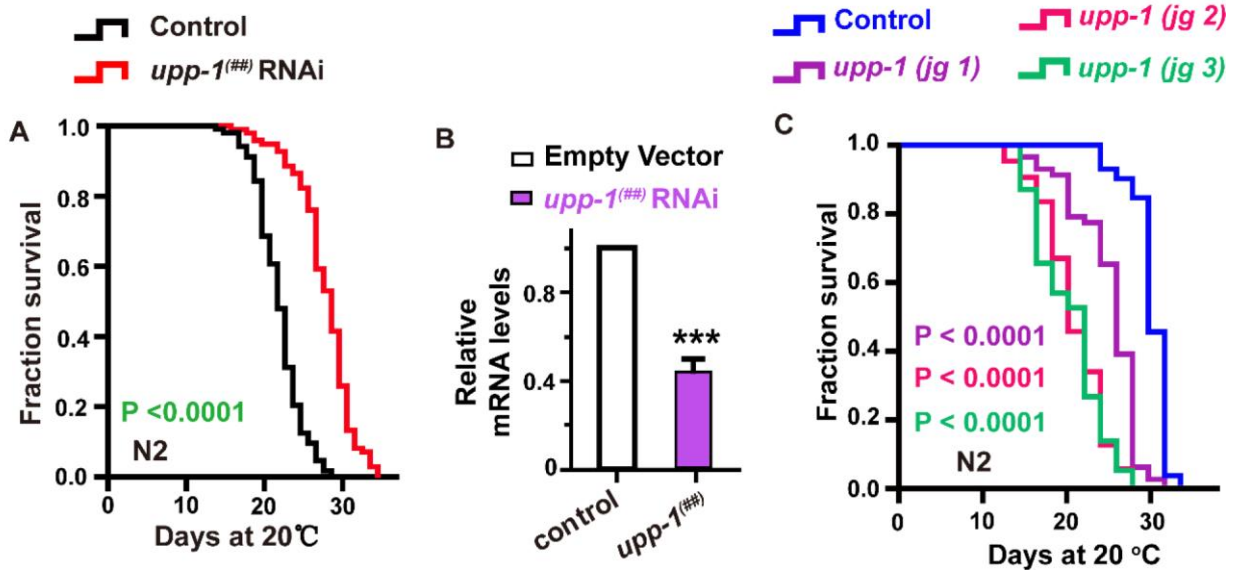 Control
upp-1(##) RNAi
A
Fraction survival
1.0
0.8
0.6
0.4
0.2
0.0
P <0.0001
N2
0 10 20 30
Days at 20℃
B
Empty Vector
upp-1(##) RNAi
Relative
mRNA levels
0.8
0.4
0
***
control
upp-1(##)
Control
upp-1 (jg 2)
upp-1 (jg 1)
upp-1 (jg 3)
C
Fraction survival
1.0
0.8
0.6
0.4
0.2
0.0
P < 0.0001
P < 0.0001
P < 0.0001
N2
0 10 20 30
Days at 20 °C